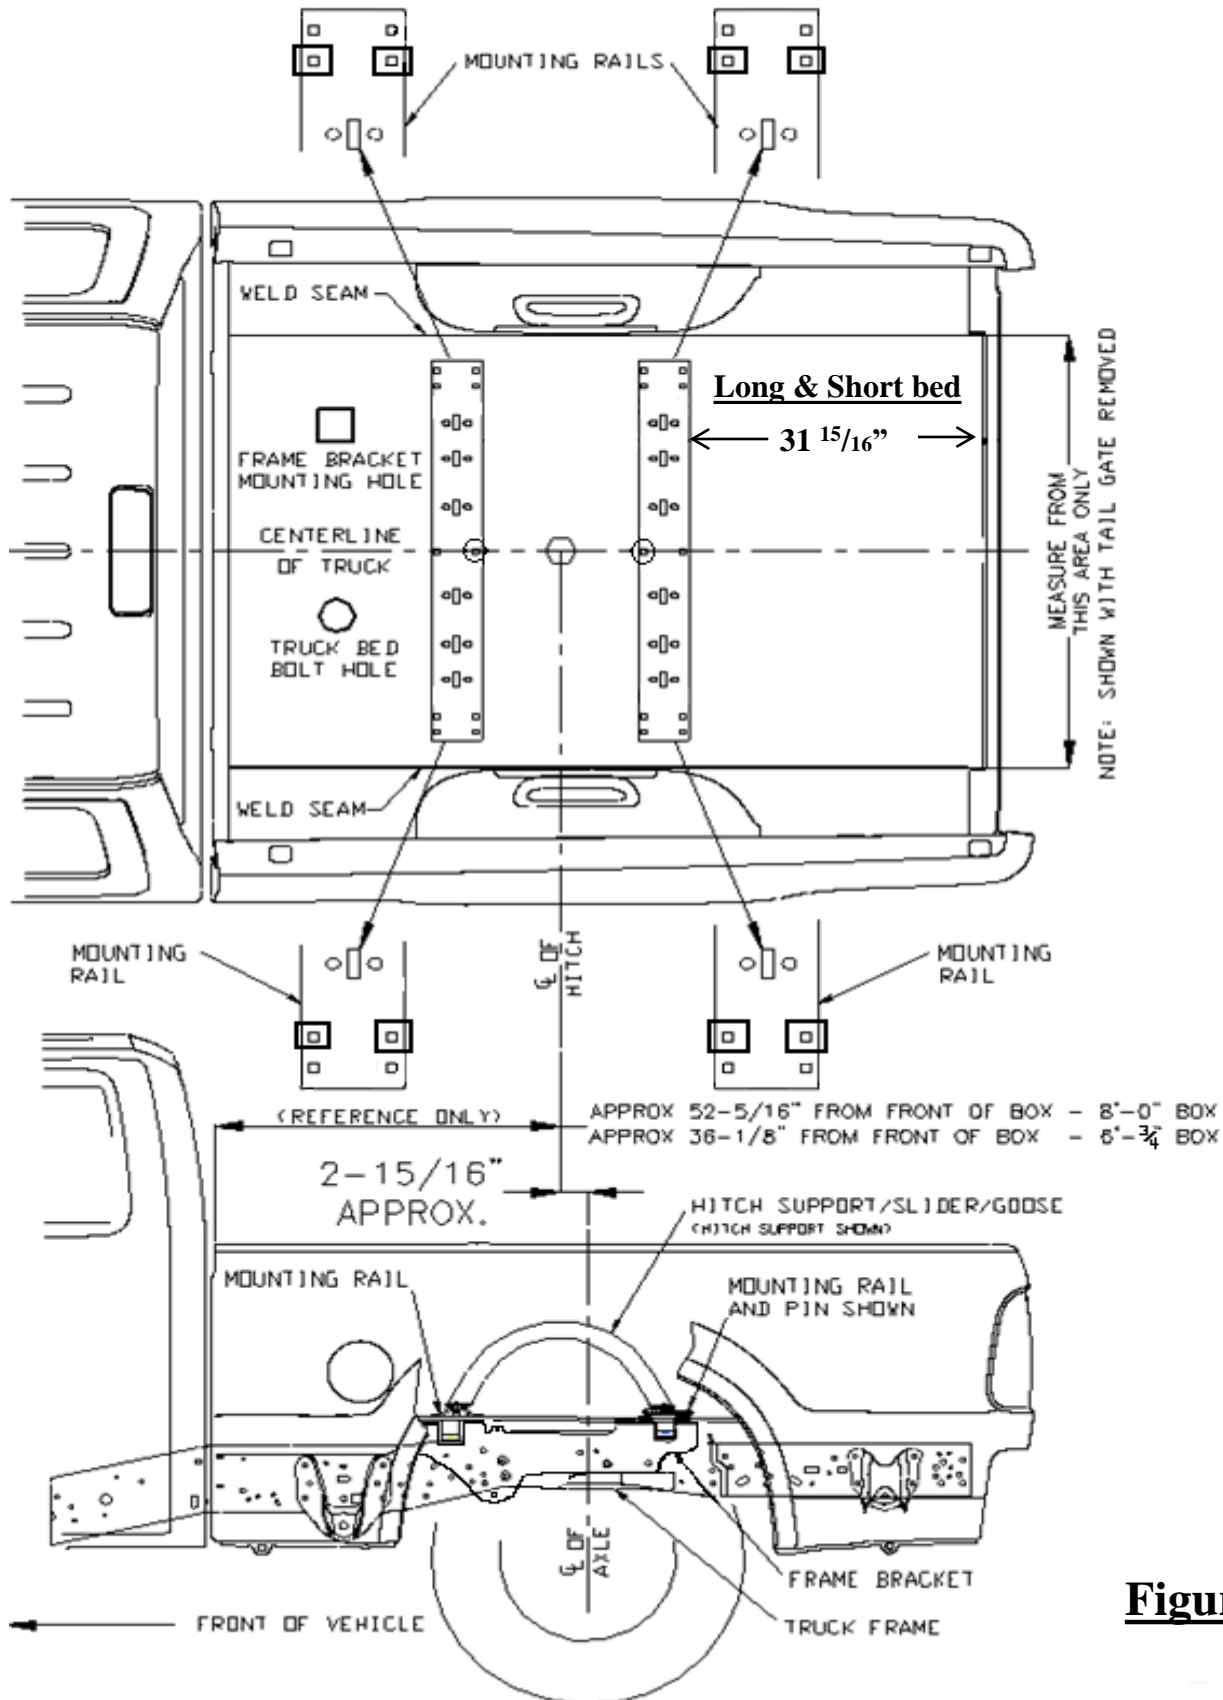 MOUNTING RAILS
WELD SEAM
Long & Short bed
31 15/16”
FRAME BRACKET
MOUNTING HOLE
CENTERLINE
OF TRUCK
TRUCK BED
BOLT HOLE
MEASURE FROM
THIS AREA ONLY
NOTE: SHOWN WITH TAIL GATE REMOVED
WELD SEAM
MOUNTING
RAIL
℄ OF
HITCH
MOUNTING
RAIL
(REFERENCE ONLY)
APPROX 52-5/16" FROM FRONT OF BOX - 8'-0" BOX
APPROX 36-1/8" FROM FRONT OF BOX - 6'-3/4 BOX
2-15/16"
APPROX.
HITCH SUPPORT/SLIDER/GOOSE
(HITCH SUPPORT SHOWN)
MOUNTING RAIL
MOUNTING RAIL
AND PIN SHOWN
℄ OF
AXLE
FRAME BRACKET
TRUCK FRAME
FRONT OF VEHICLE